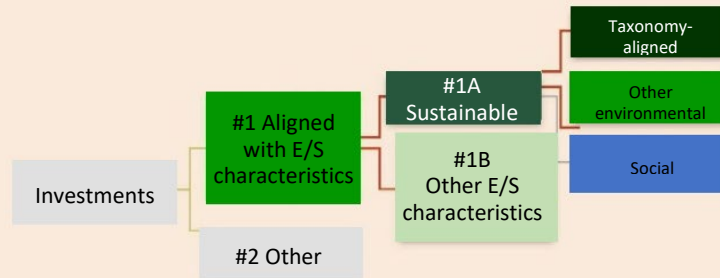 Taxonomy-
aligned
#1A
Sustainable
Other
environmental
#1 Aligned
with E/S
characteristics
#1B
Other E/S
characteristics
Social
Investments
#2 Other